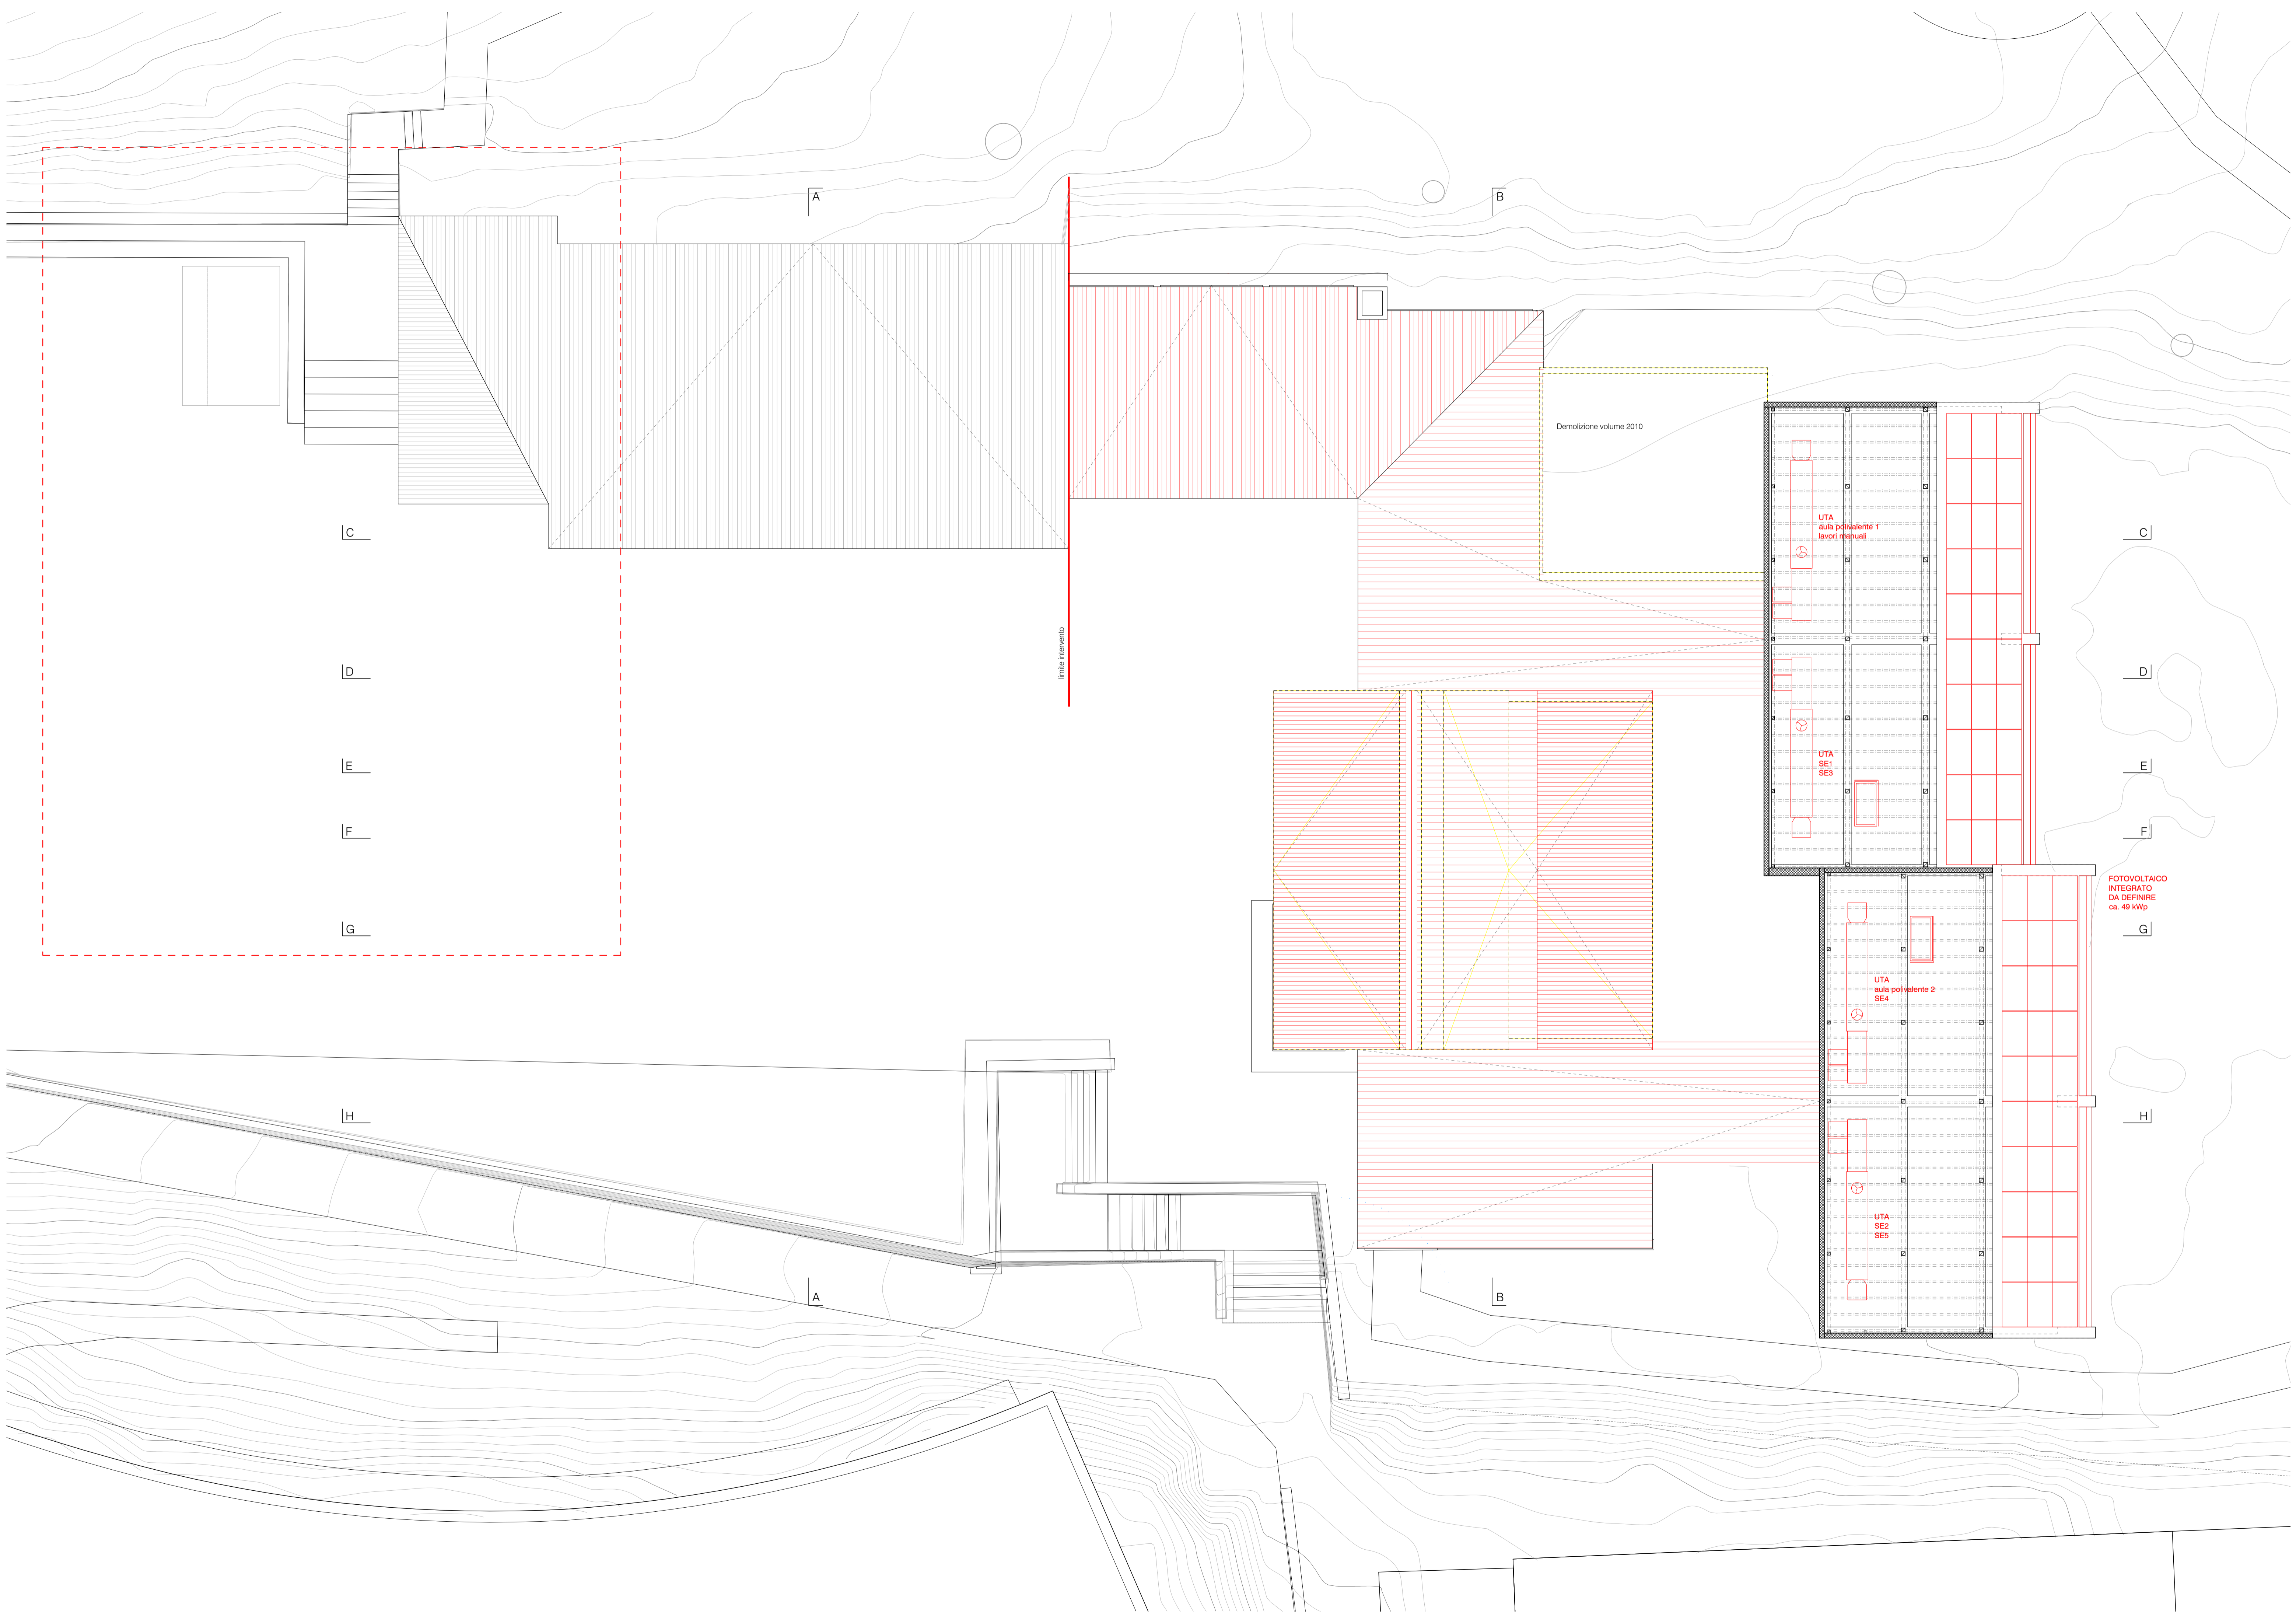 A
B
Demolizione volume 2010
UTA
aula polivalente 1
lavori manuali
C
C
limite intervento
D
D
UTA
SE1
SE3
E
E
F
F
FOTOVOLTAICO
INTEGRATO
DA DEFINIRE
ca. 49 kWp
G
G
UTA
aula polivalente 2
SE4
H
H
UTA
SE2
SE5
A
B